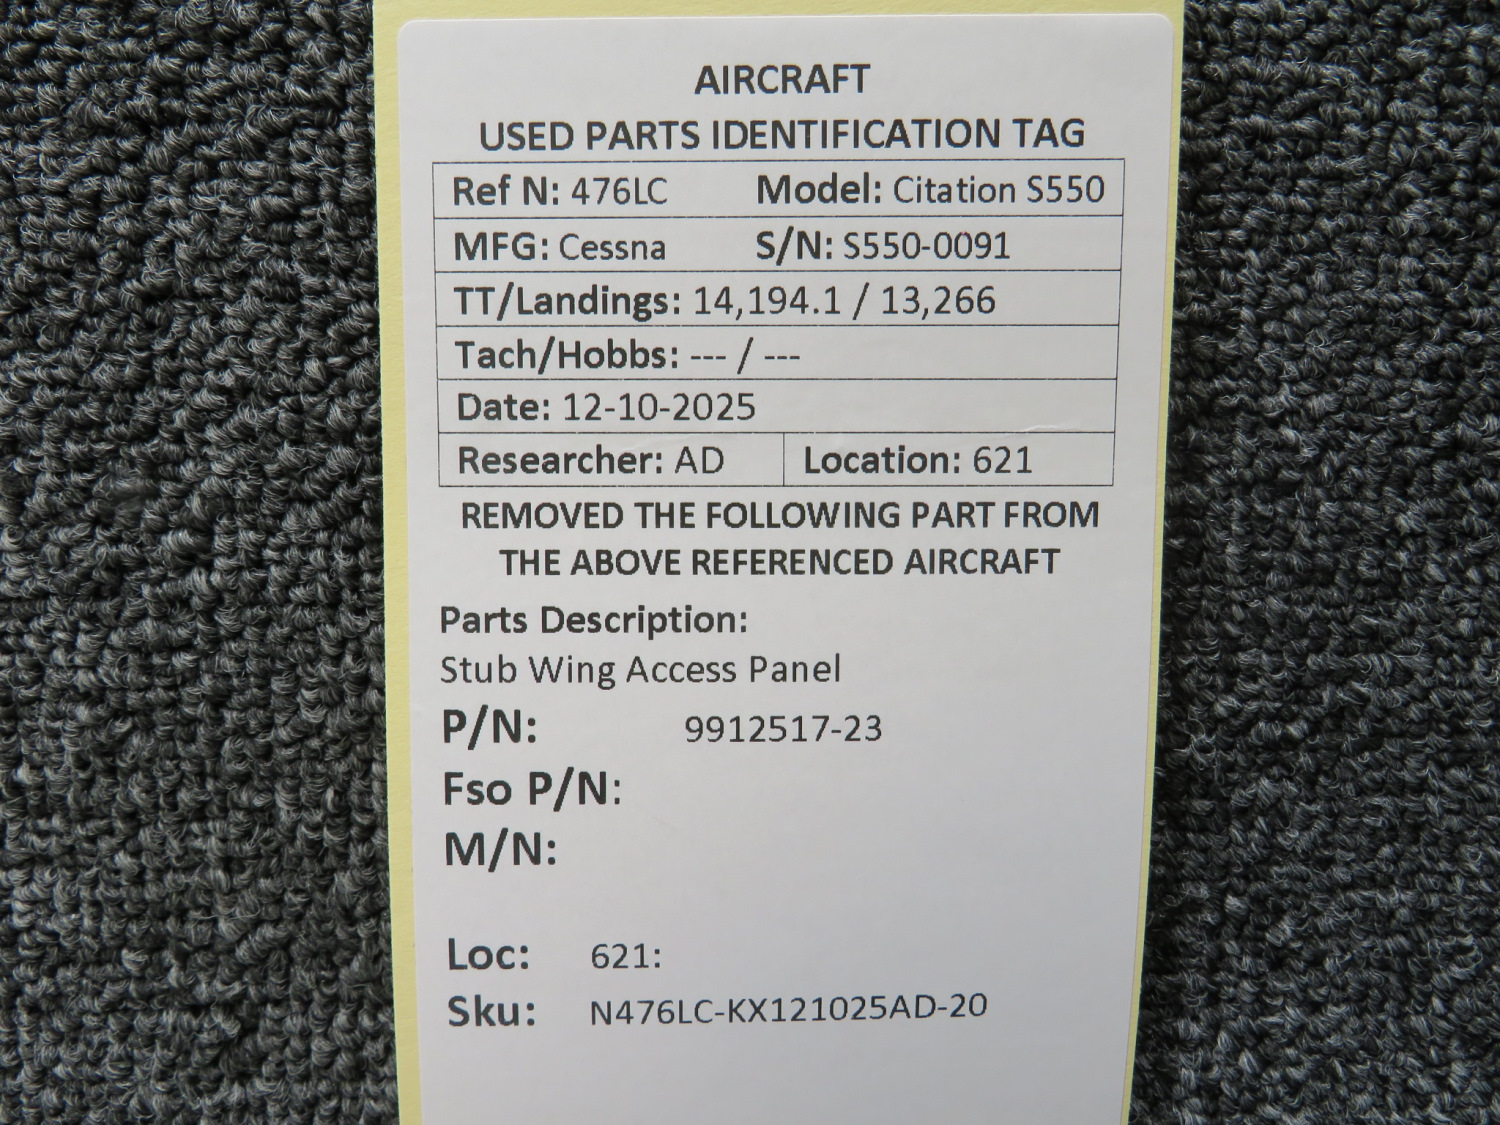 AIRCRAFT
USED PARTS IDENTIFICATION TAG
Ref N: 476LC Model: Citation S550
MFG: Cessna S/N: S550-0091
TT/Landings: 14,194.1 / 13,266
Tach/Hobbs: --- / ---
Date: 12-10-2025
Researcher: AD Location: 621
REMOVED THE FOLLOWING PART FROM
THE ABOVE REFERENCED AIRCRAFT
Parts Description:
Stub Wing Access Panel
P/N: 9912517-23
Fso P/N:
M/N:
Loc: 621:
Sku: N476LC-KX121025AD-20